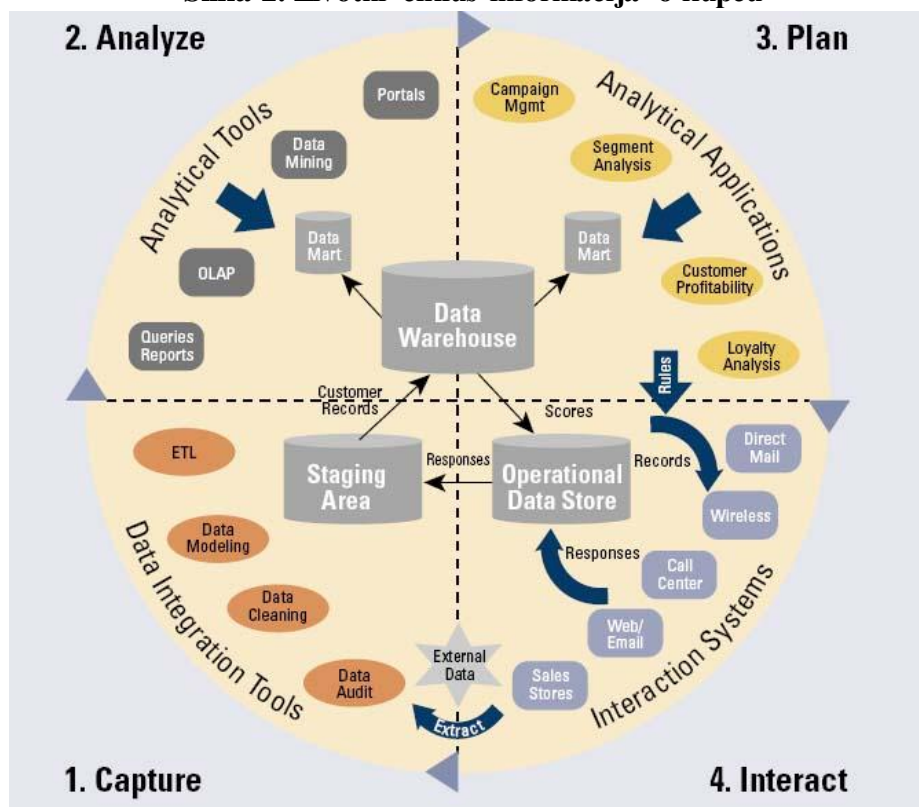 ciklus informacija o kupcu
2. Analyze
3. Plan
Analytical Tools
Portals
Data
Mining
OLAP
Queries
Reports
Data
Mart
Campaign
Mgmt
Segment
Analysis
Analytical Applications
Data
Mart
Customer
Profitability
Loyalty
Analysis
Data
Warehouse
Rules
Customer
Records
Scores
ETL
Staging
Area
Responses
Operational
Data Store
Records
Direct
Mail
Wireless
Data
Modeling
Responses
Call
Center
Data
Cleaning
Web/
Email
Data
Audit
External
Data
Sales
Stores
Extract
Data Integration Tools
Interaction Systems
1. Capture
4. Interact